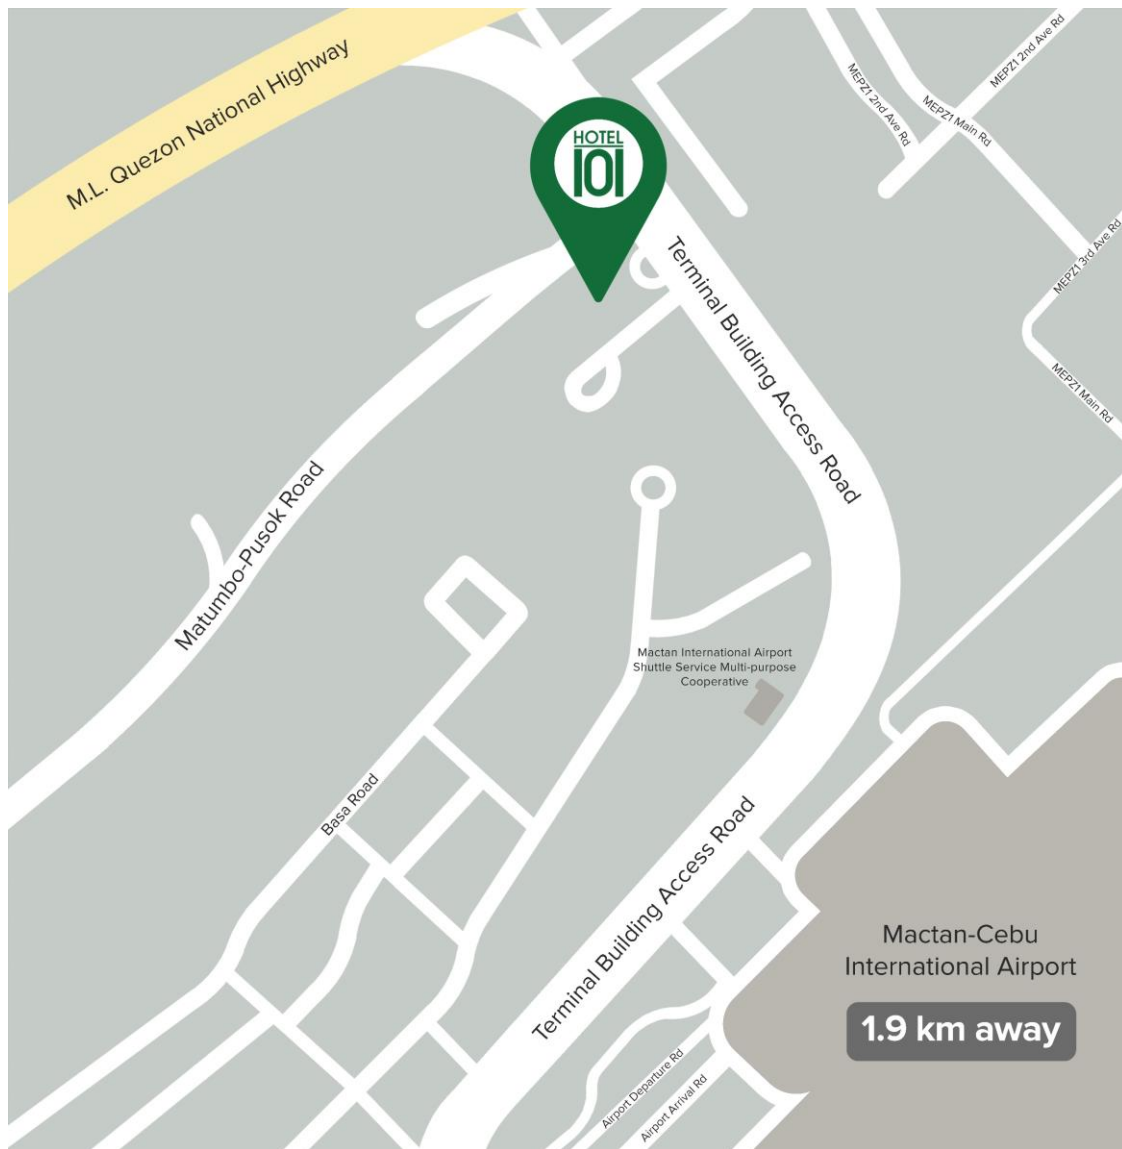 M.L. Quezon National Highway
HOTEL
101
MEPZ1 2nd Ave Rd
MEPZ1 2nd Ave Rd
MEPZ1 Main Rd
MEPZ1 3rd Ave Rd
MEPZ1 Main Rd
Terminal Building Access Road
Matumbo-Pusok Road
Mactan International Airport
Shuttle Service Multi-purpose
Cooperative
Basa Road
Terminal Building Access Road
Mactan-Cebu
International Airport
1.9 km away
Airport Departure Rd
Airport Arrival Rd